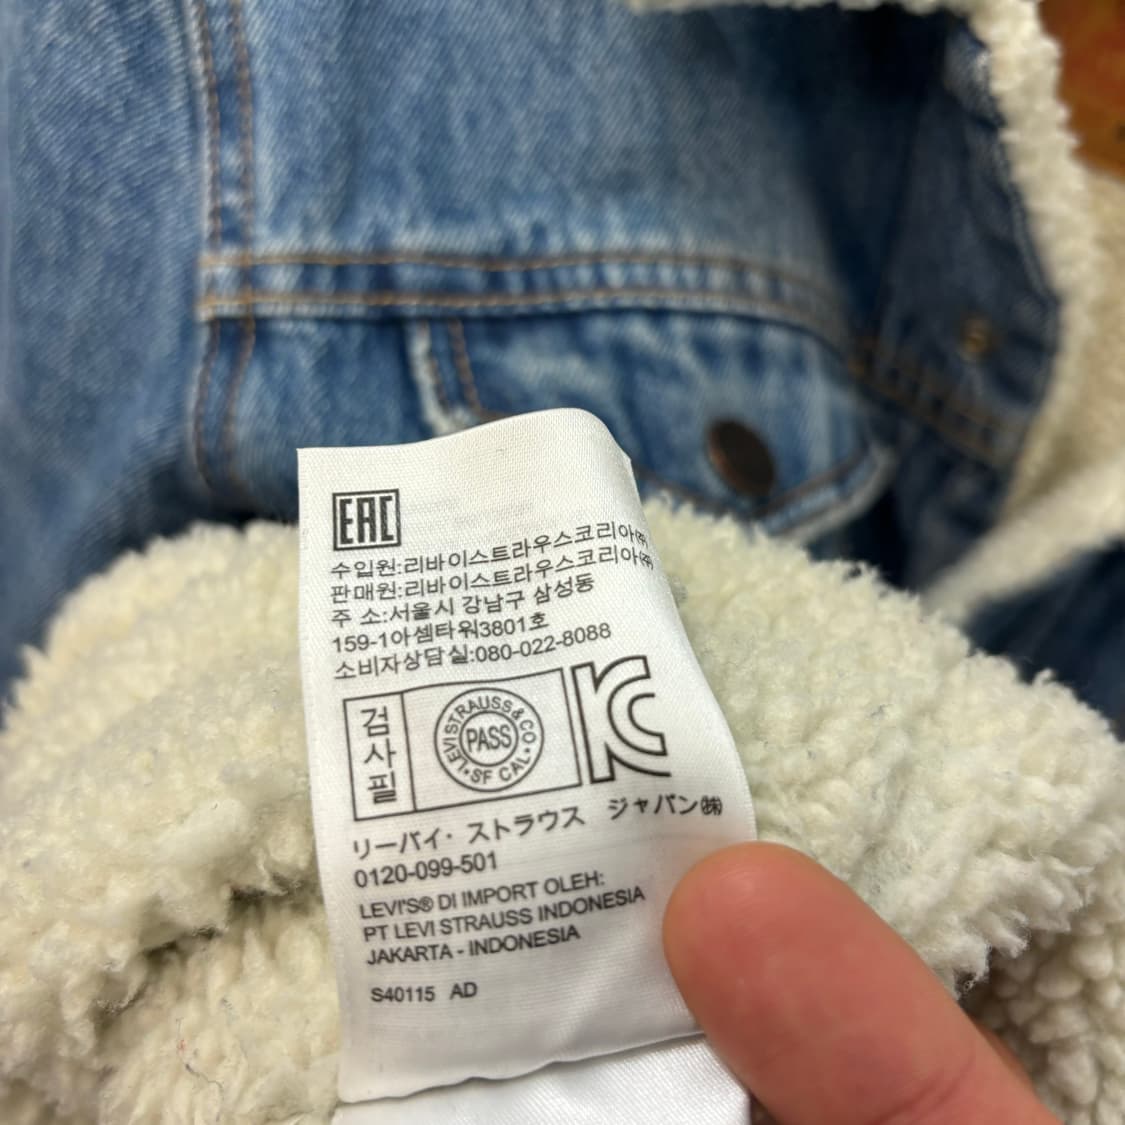 EAC
수입원:리바이스트라우스코리아㈜
판매원:리바이스트라우스코리아㈜
주 소:서울시 강남구 삼성동
159-1아셈타워3801호
소비자상담실:080-022-8088
검사필
LEVI STRAUSS & CO
PASS
SF CAL
KC
リーバイ・ストラウス ジャパン㈱
0120-099-501
LEVI'S® DI IMPORT OLEH:
PT LEVI STRAUSS INDONESIA
JAKARTA - INDONESIA
S40115 AD